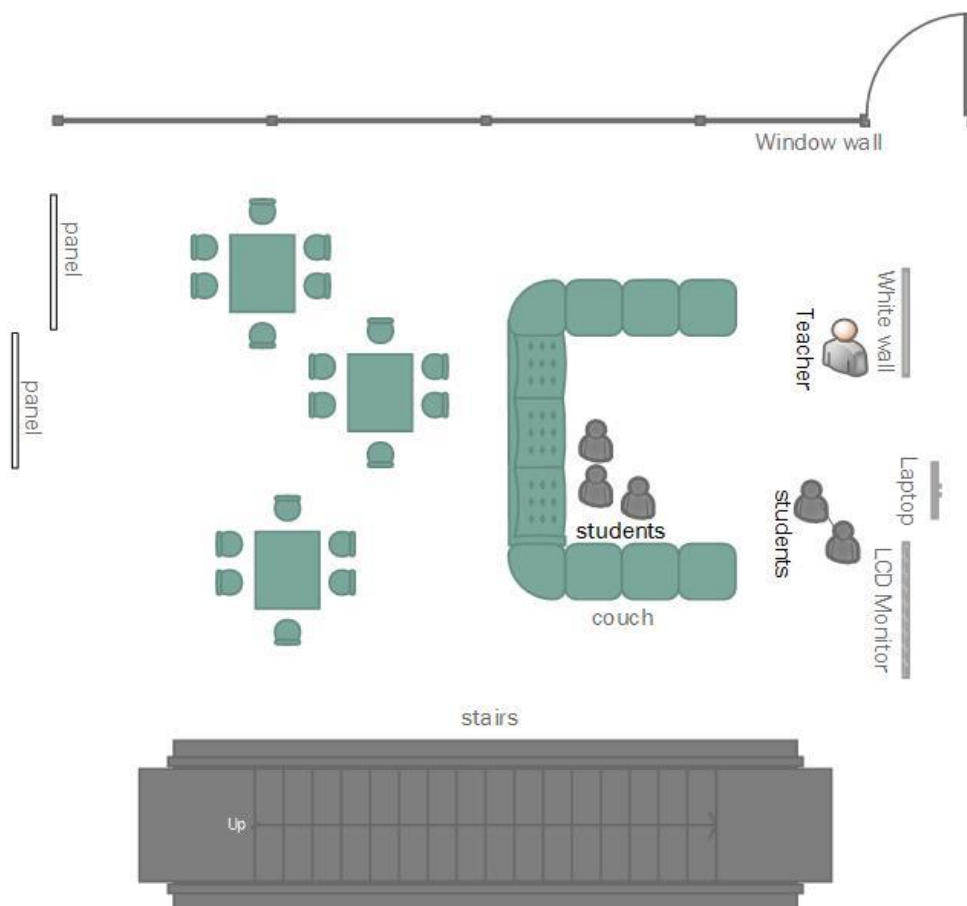 Window wall
panel
panel
White wall
Teacher
Laptop
students
students
LCD Monitor
couch
stairs
Up